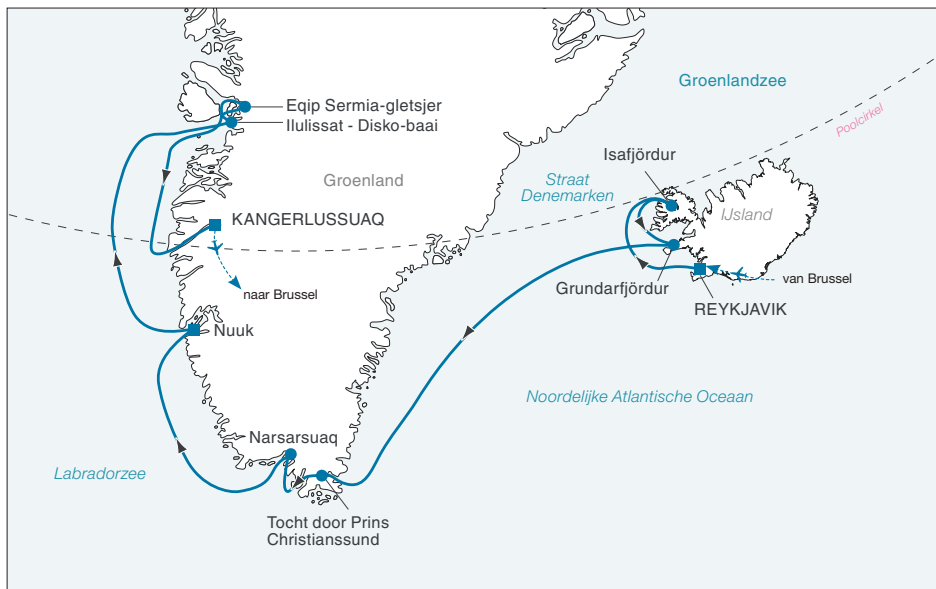 Groenlandzee
Eqip Sermia-gletsjer
Ilulissat - Disko-baai
Poolcirkel
Isafjördur
Groenland
Straat
Denemarken
KANGERLUSSUAQ
IJsland
naar Brussel
van Brussel
Grundarfjördur
REYKJAVIK
Nuuk
Noordelijke Atlantische Oceaan
Narsarsuaq
Labradorzee
Tocht door Prins
Christianssund